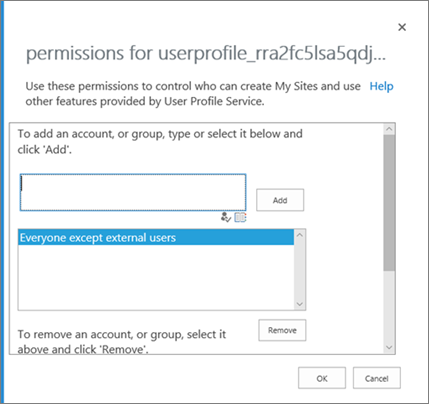 permissions for userprofile_rra2fc5lsa5qdj...
Use these permissions to control who can create My Sites and use Help
other features provided by User Profile Service.
To add an account, or group, type or select it below and
click 'Add'.
Add
Everyone except external users
Remove
To remove an account, or group, select it
above and click 'Remove'.
OK Cancel